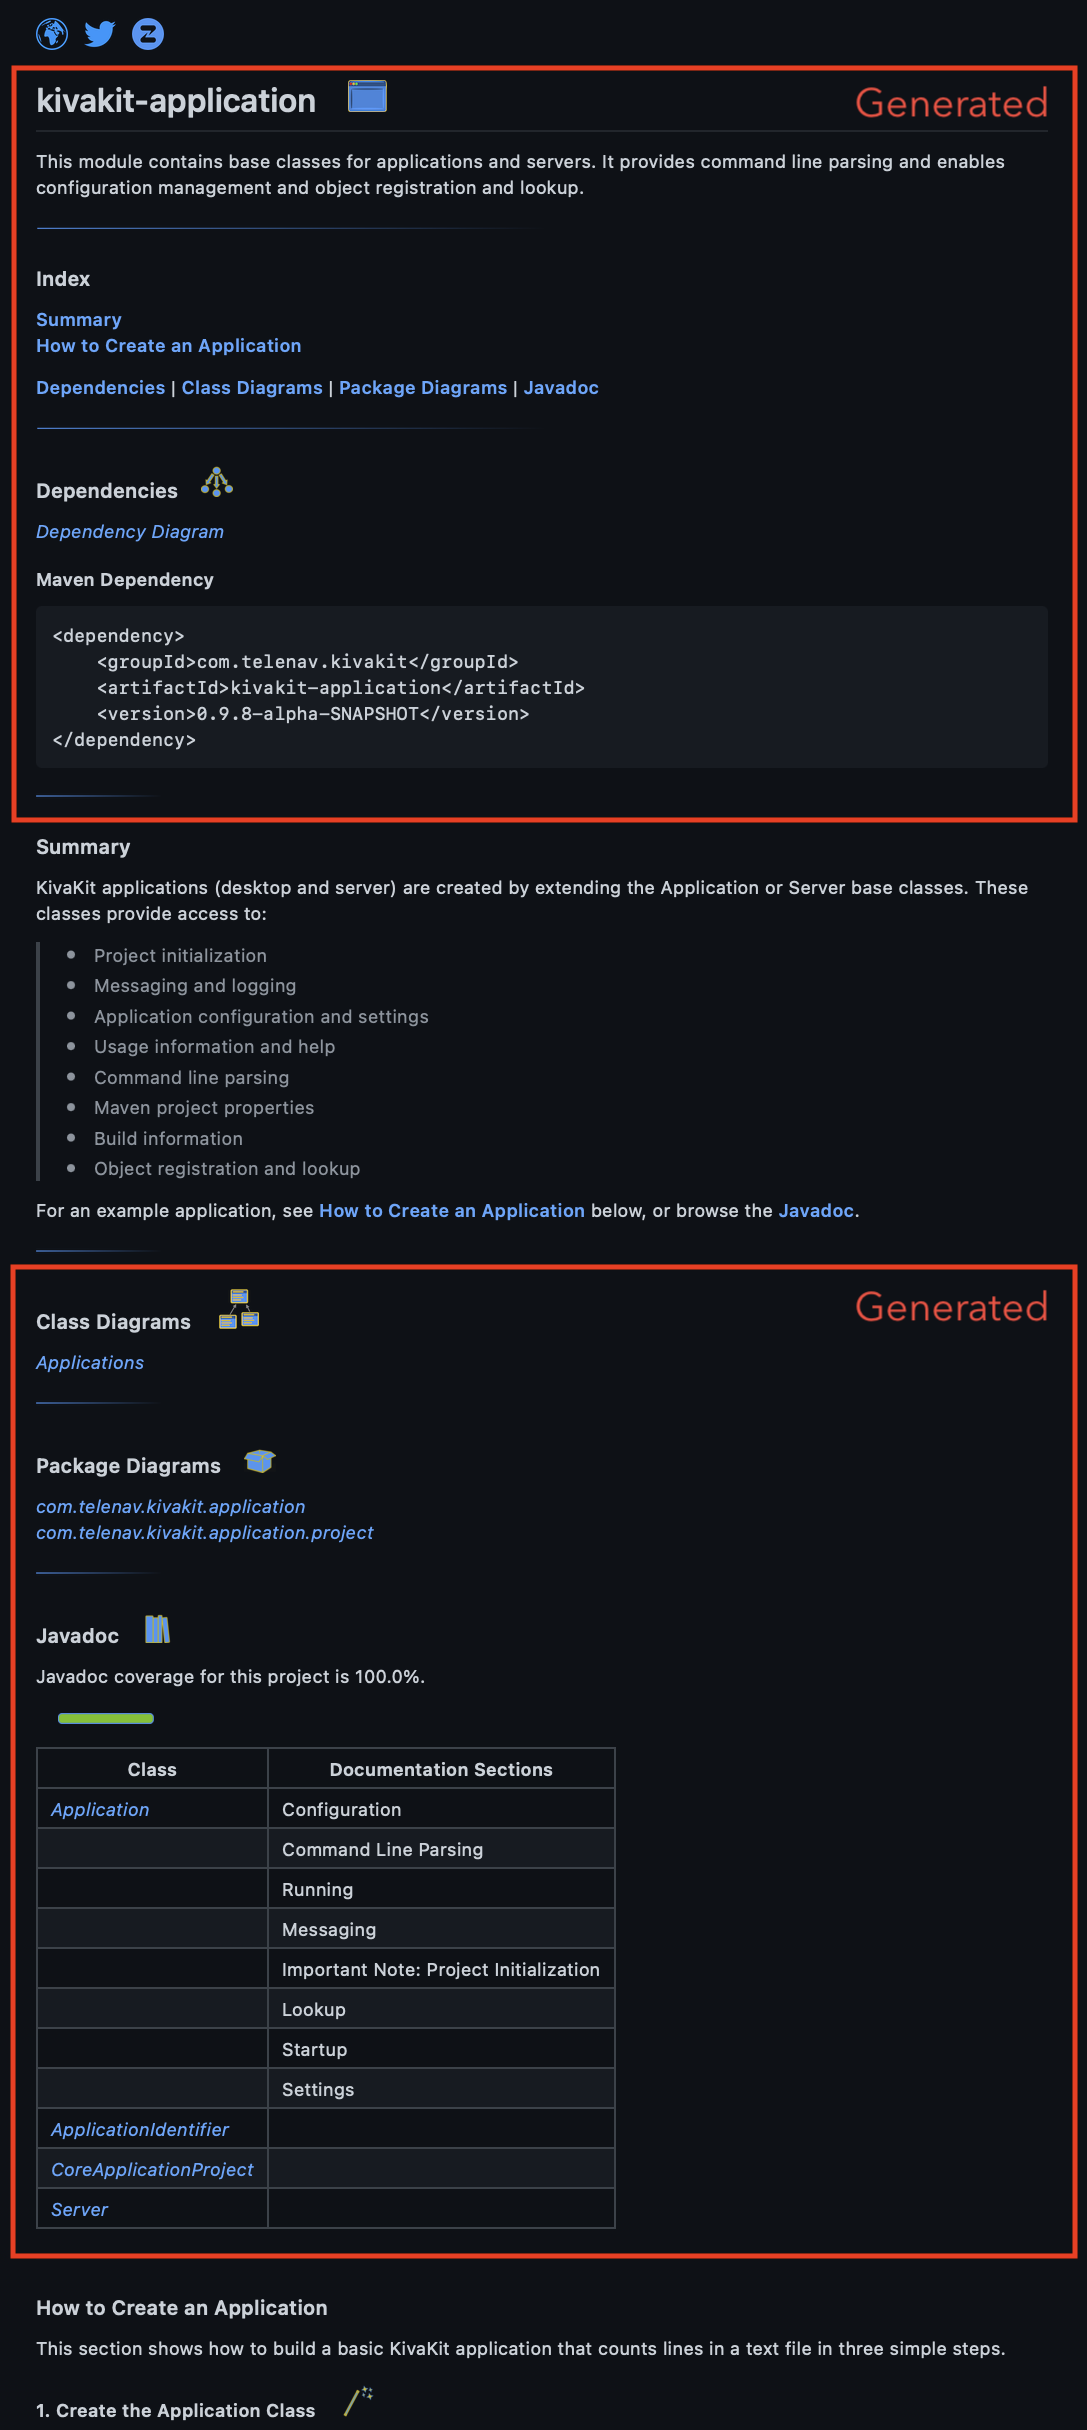 kivakit-application
Generated
This module contains base classes for applications and servers. It provides command line parsing and enables
configuration management and object registration and lookup.
Index
Summary
How to Create an Application
Dependencies | Class Diagrams | Package Diagrams | Javadoc
Dependencies
Dependency Diagram
Maven Dependency
<dependency>
    <groupId>com.telenav.kivakit</groupId>
    <artifactId>kivakit-application</artifactId>
    <version>0.9.8-alpha-SNAPSHOT</version>
</dependency>
Summary
KivaKit applications (desktop and server) are created by extending the Application or Server base classes. These
classes provide access to:
• Project initialization
• Messaging and logging
• Application configuration and settings
• Usage information and help
• Command line parsing
• Maven project properties
• Build information
• Object registration and lookup
For an example application, see How to Create an Application below, or browse the Javadoc.
Class Diagrams
Generated
Applications
Package Diagrams
com.telenav.kivakit.application
com.telenav.kivakit.application.project
Javadoc
Javadoc coverage for this project is 100.0%.
Class Documentation Sections
Application Configuration
Command Line Parsing
Running
Messaging
Important Note: Project Initialization
Lookup
Startup
Settings
ApplicationIdentifier
CoreApplicationProject
Server
How to Create an Application
This section shows how to build a basic KivaKit application that counts lines in a text file in three simple steps.
1. Create the Application Class